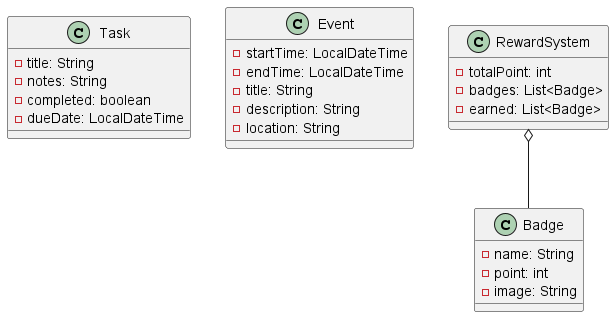 C Task
title: String
notes: String
completed: boolean
dueDate: LocalDateTime
C Event
startTime: LocalDateTime
endTime: LocalDateTime
title: String
description: String
location: String
C RewardSystem
totalPoint: int
badges: List<Badge>
earned: List<Badge>
C Badge
name: String
point: int
image: String